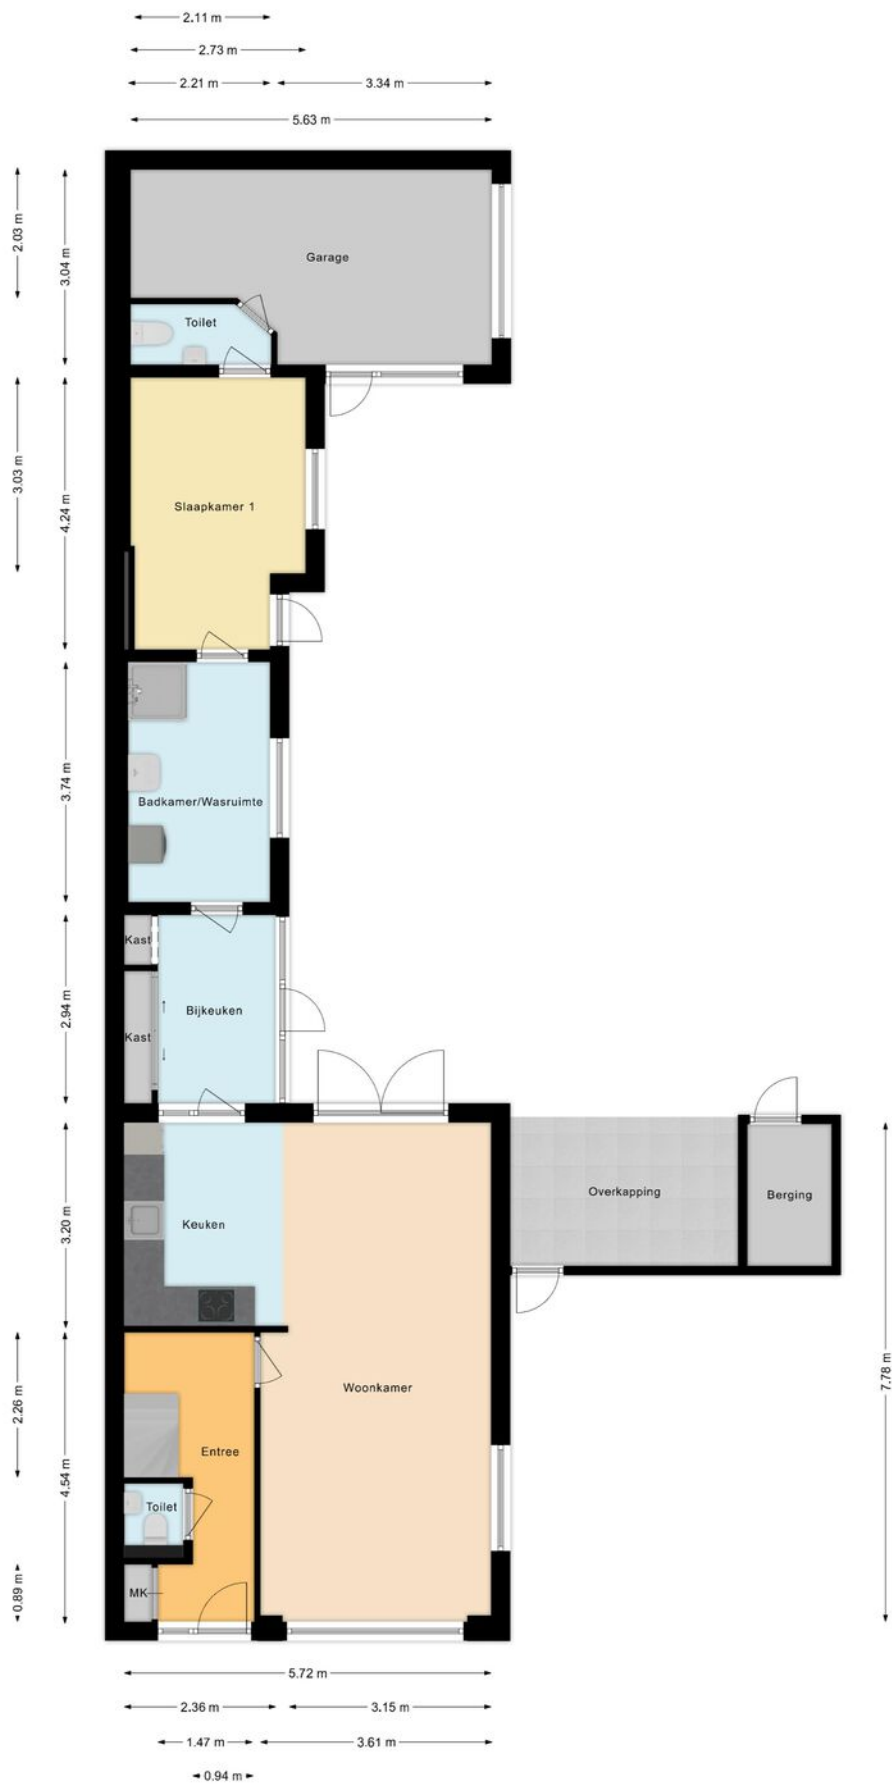 2.11 m
2.73 m
2.21 m 3.34 m
5.63 m
2.03 m
3.04 m
Garage
Toilet
3.03 m
4.24 m
Slaapkamer 1
3.74 m
Badkamer/Wasruimte
Kast
2.94 m
Bijkeuken
Kast
Overkapping
Berging
3.20 m
Keuken
7.78 m
Woonkamer
2.26 m
Entree
4.54 m
Toilet
0.89 m
MK
5.72 m
2.36 m 3.15 m
1.47 m 3.61 m
0.94 m